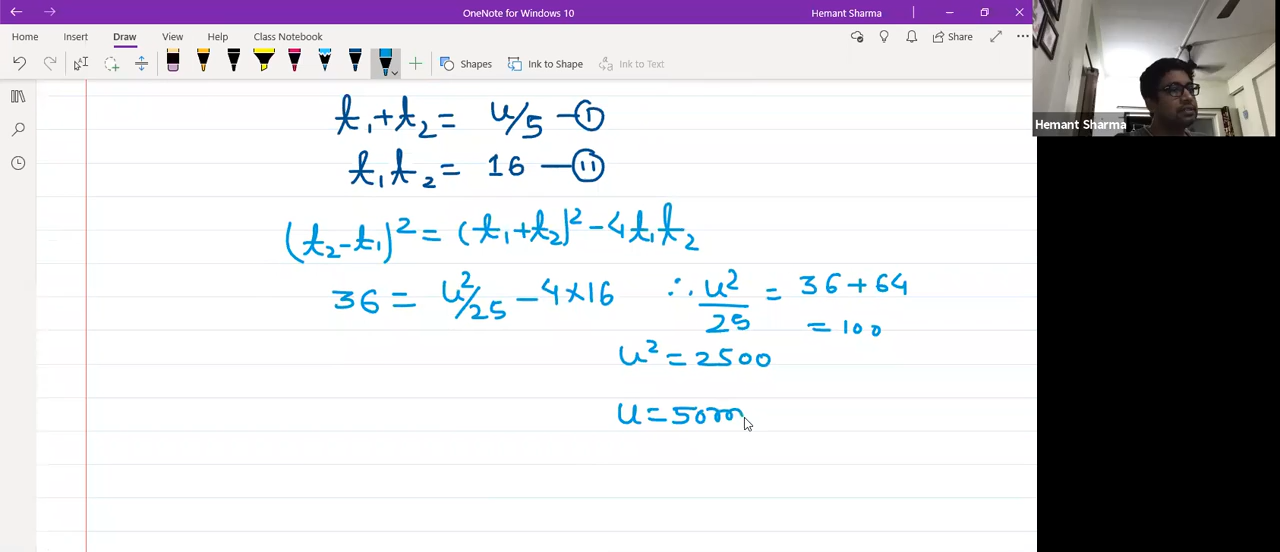 OneNote for Windows 10
Hemant Sharma
Home Insert Draw View Help Class Notebook Share
Shapes Ink to Shape Ink to Text
Hemant Sharma
t₁+t₂ = u/5 —(1)
t₁t₂ = 16 —(11)
(t₂-t₁)² = (t₁+t₂)² - 4t₁t₂
36 = u²/25 - 4×16 ∴ u²/25 = 36+64
= 100
u² = 2500
u = 50m